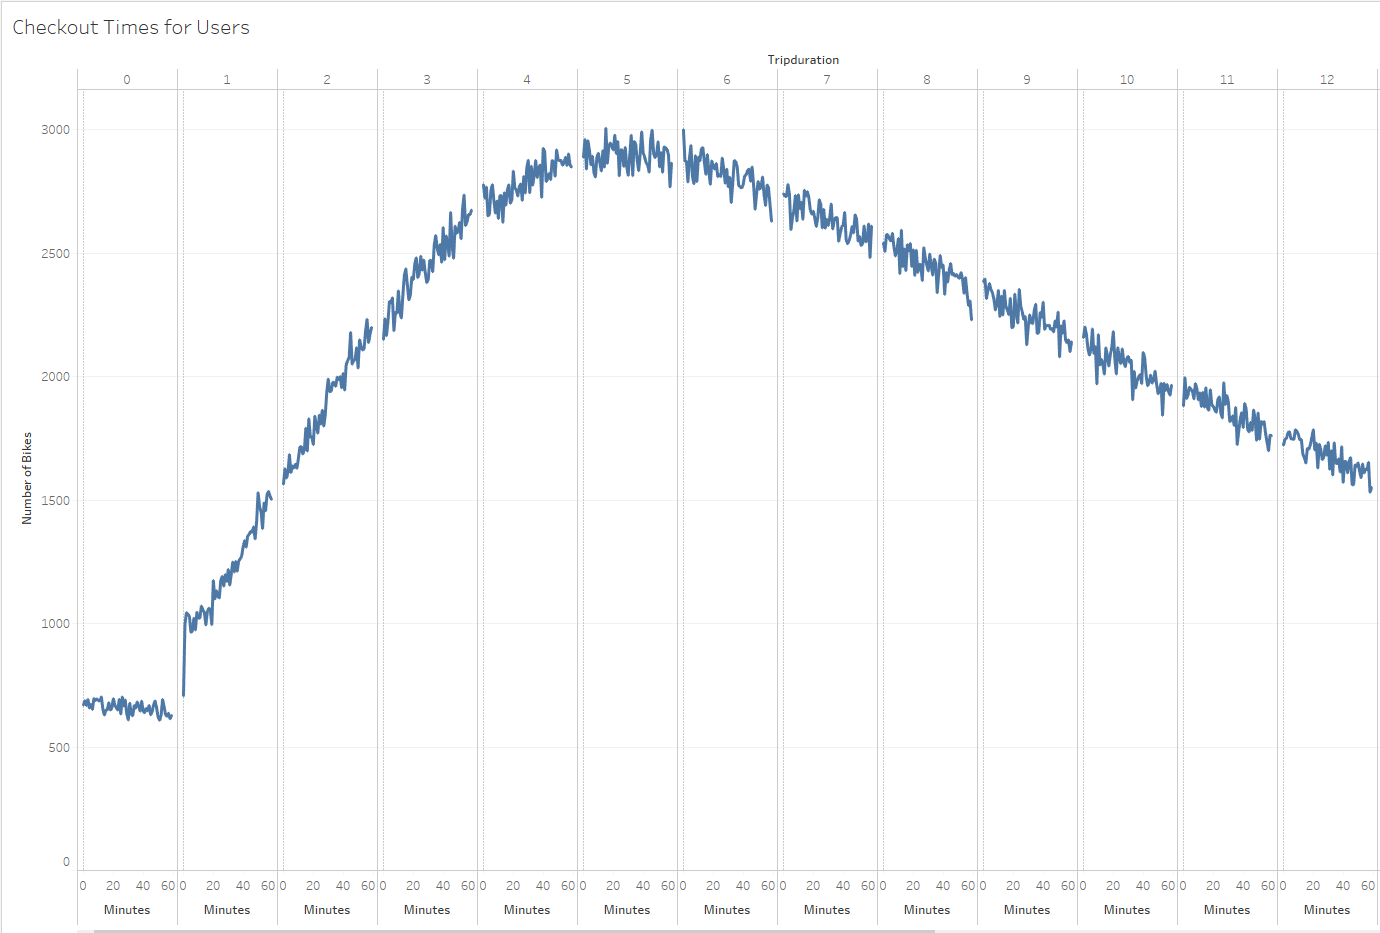 Checkout Times for Users
Tripduration
0 1 2 3 4 5 6 7 8 9 10 11 12
3000
2500
2000
1500
1000
500
0
Number of Bikes
0 20 40 60 0 20 40 60 0 20 40 60 0 20 40 60 0 20 40 60 0 20 40 60 0 20 40 60 0 20 40 60 0 20 40 60 0 20 40 60 0 20 40 60 0 20 40 60 0 20 40 60
Minutes Minutes Minutes Minutes Minutes Minutes Minutes Minutes Minutes Minutes Minutes Minutes Minutes